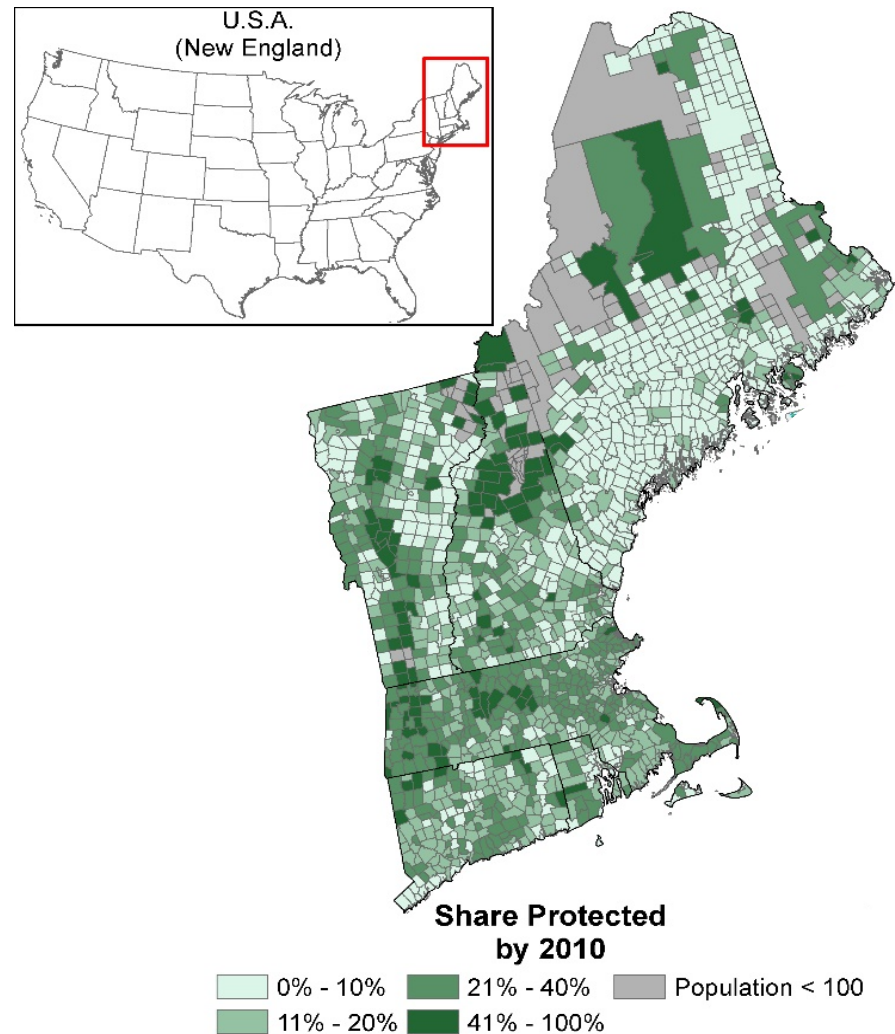 U.S.A.
(New England)
Share Protected
by 2010
0% - 10%
21% - 40%
Population < 100
11% - 20%
41% - 100%